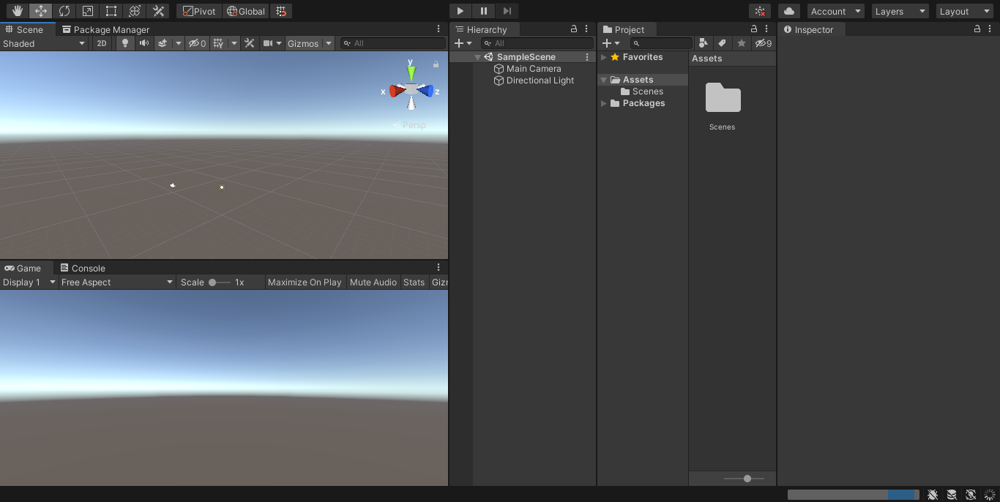 Pivot Global Account Layers Layout
Scene Package Manager
Shaded 2D 0 Gizmos All
y
x z
Persp
Game Console
Display 1 Free Aspect Scale 1x Maximize On Play Mute Audio Stats Giz
Hierarchy
All
SampleScene
Main Camera
Directional Light
Project
9
Favorites
Assets
Scenes
Packages
Assets
Scenes
Inspector